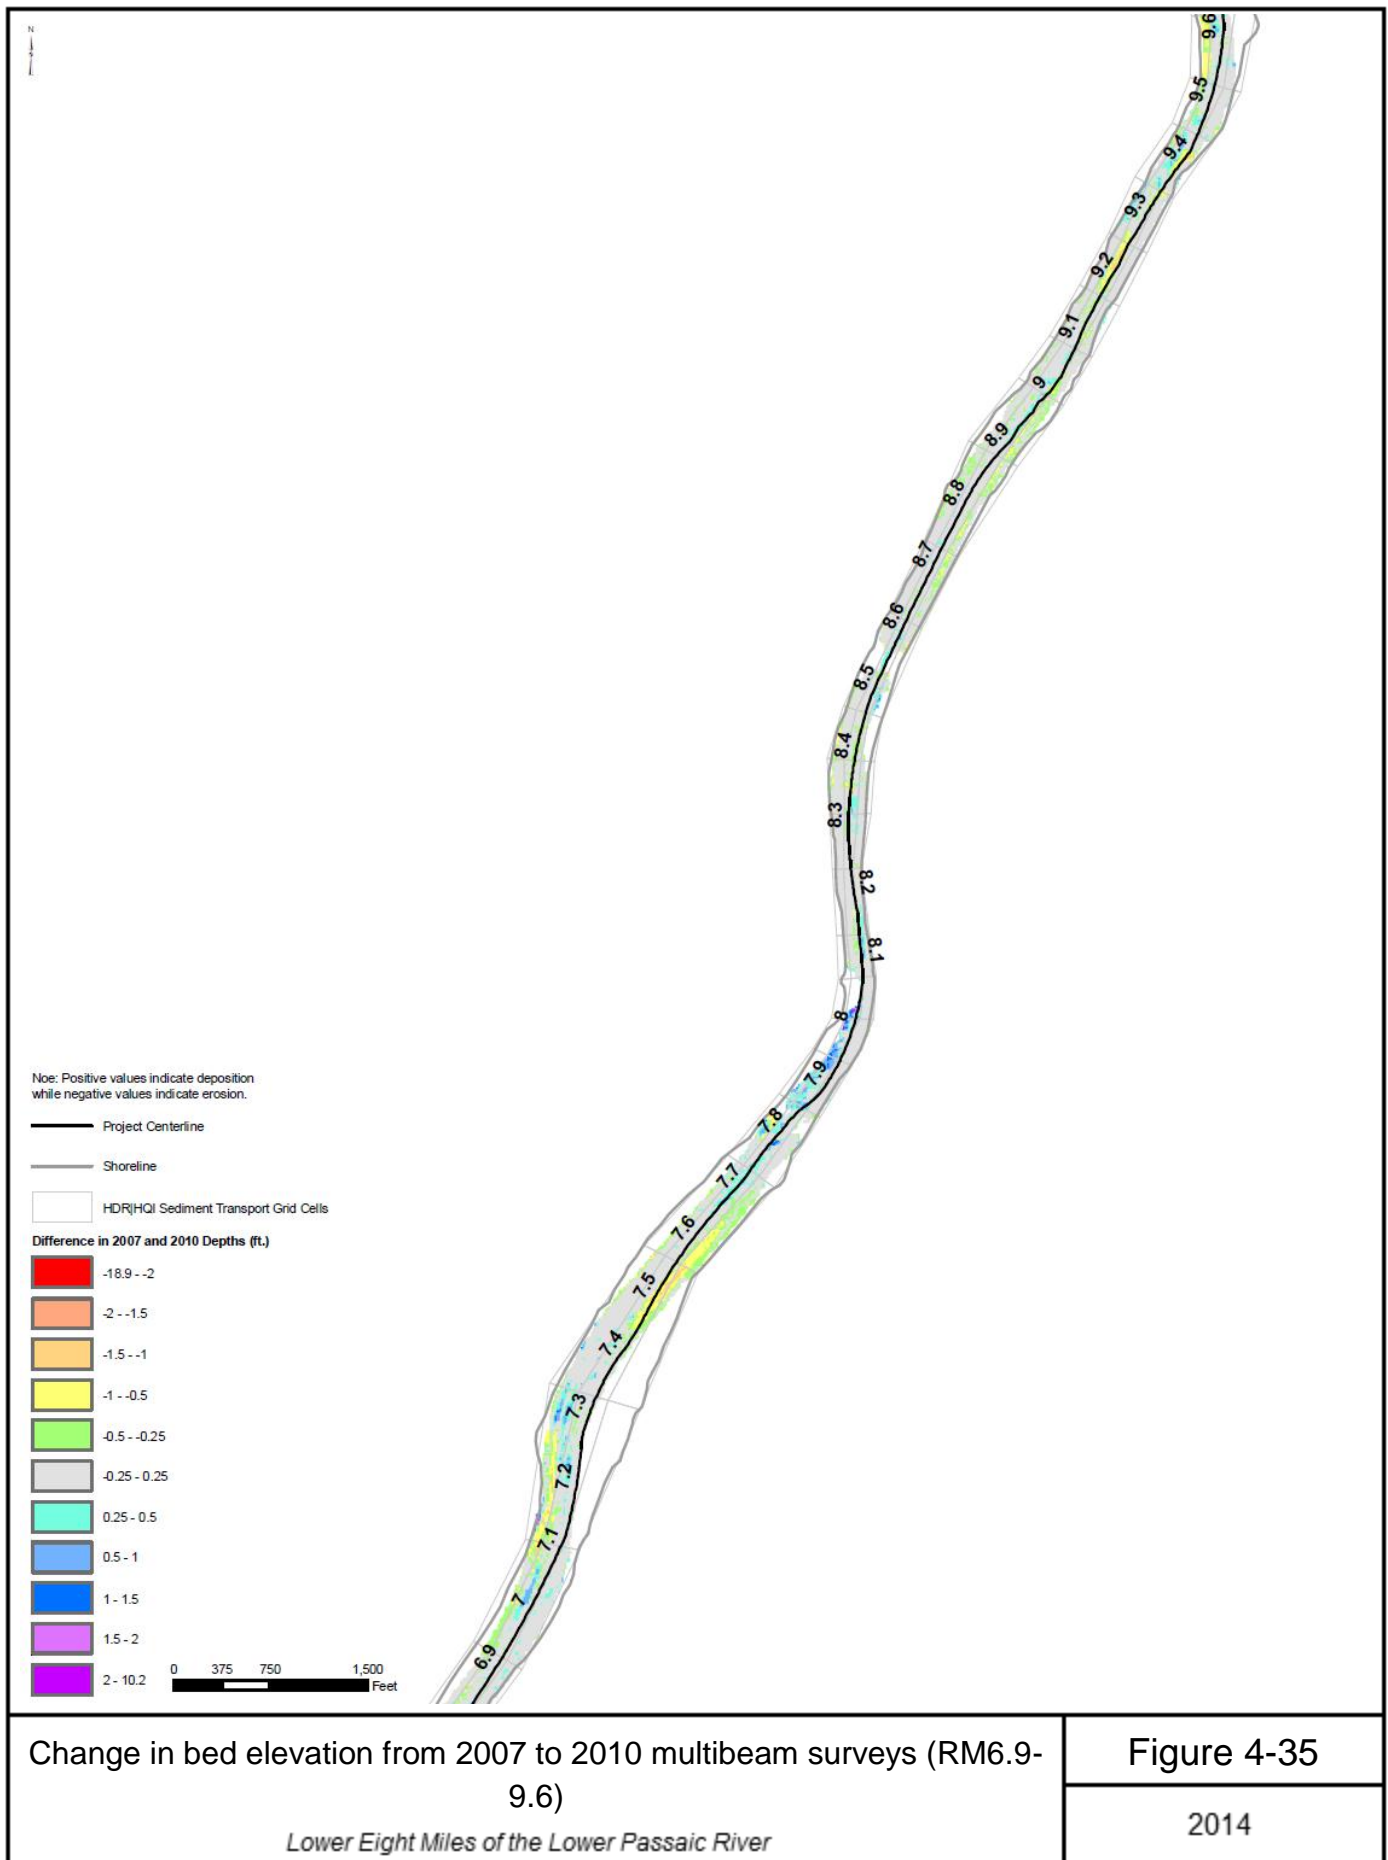 N
9.6
9.5
9.4
9.3
9.2
9.1
9
8.9
8.8
8.7
8.6
8.5
8.4
8.3
8.2
8.1
8
7.9
7.8
7.7
7.6
7.5
7.4
7.3
7.2
7.1
7
6.9
Noe: Positive values indicate deposition
while negative values indicate erosion.
Project Centerline
Shoreline
HDR|HQI Sediment Transport Grid Cells
Difference in 2007 and 2010 Depths (ft.)
-18.9 - -2
-2 - -1.5
-1.5 - -1
-1 - -0.5
-0.5 - -0.25
-0.25 - 0.25
0.25 - 0.5
0.5 - 1
1 - 1.5
1.5 - 2
2 - 10.2
0 375 750 1,500
Feet
Change in bed elevation from 2007 to 2010 multibeam surveys (RM6.9-
9.6)
Lower Eight Miles of the Lower Passaic River
Figure 4-35
2014